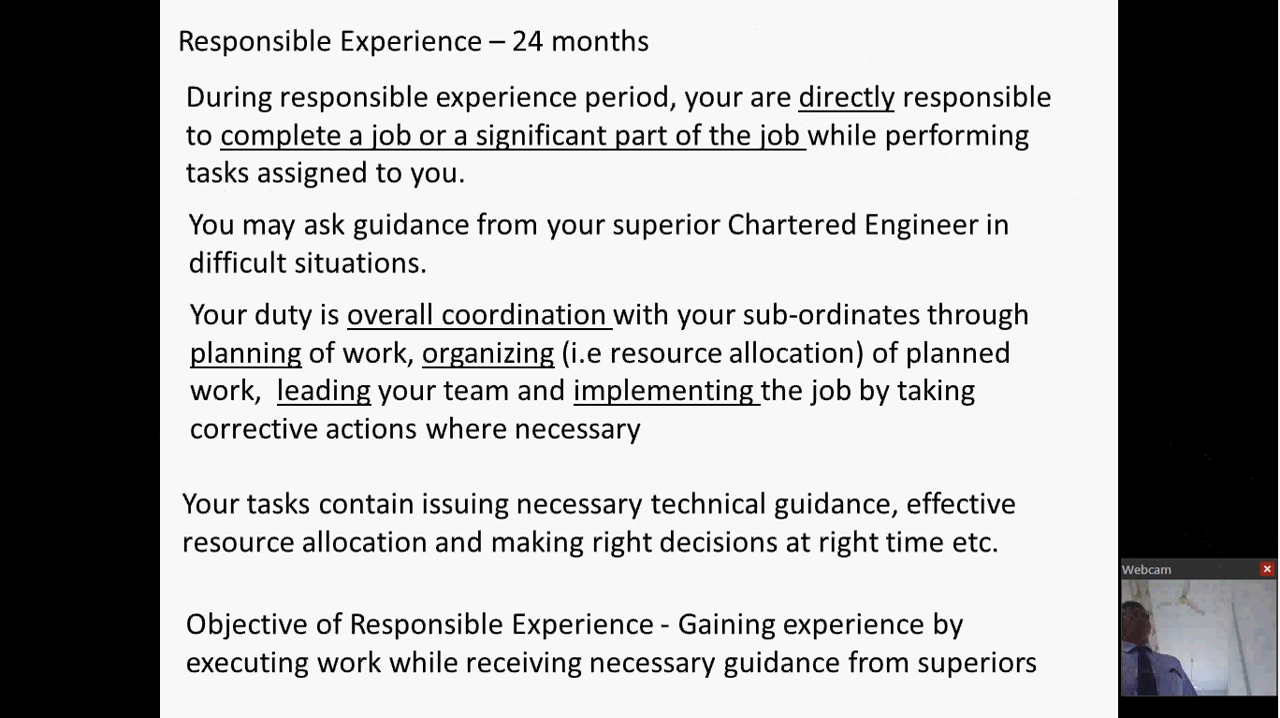 Responsible Experience – 24 months
During responsible experience period, your are directly responsible
to complete a job or a significant part of the job while performing
tasks assigned to you.
You may ask guidance from your superior Chartered Engineer in
difficult situations.
Your duty is overall coordination with your sub-ordinates through
planning of work, organizing (i.e resource allocation) of planned
work, leading your team and implementing the job by taking
corrective actions where necessary
Your tasks contain issuing necessary technical guidance, effective
resource allocation and making right decisions at right time etc.
Webcam
Objective of Responsible Experience - Gaining experience by
executing work while receiving necessary guidance from superiors